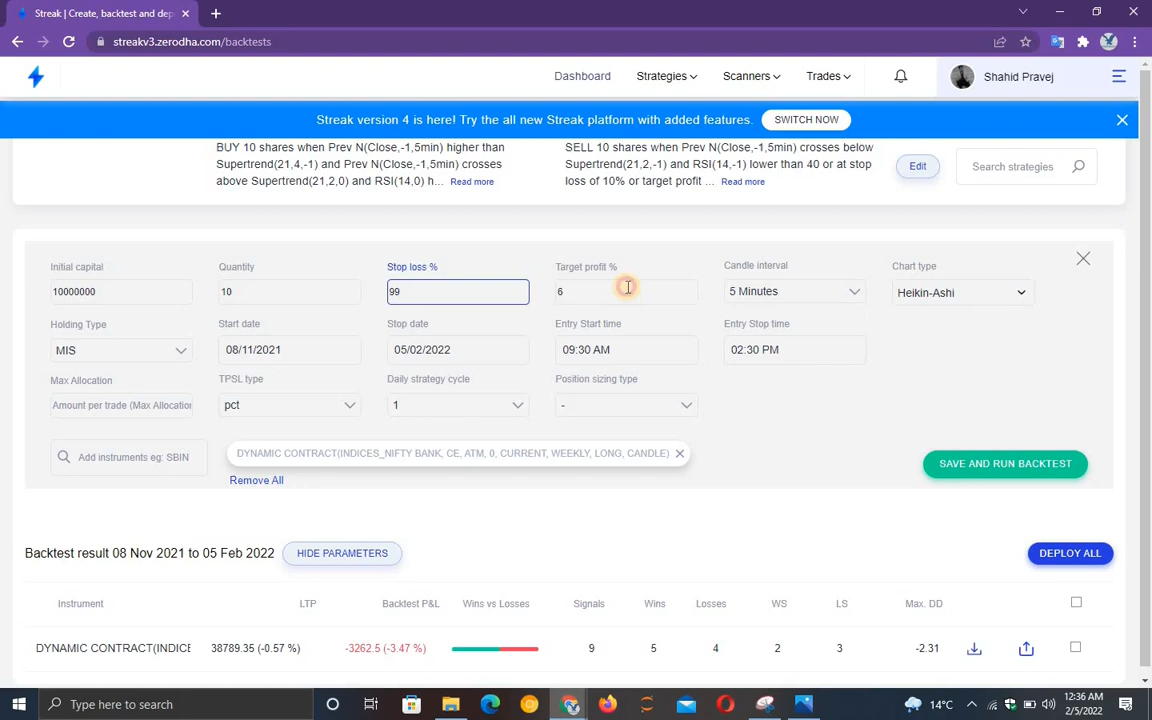 Streak | Create, backtest and dep
streakv3.zerodha.com/backtests
Dashboard Strategies Scanners Trades Shahid Pravej
Streak version 4 is here! Try the all new Streak platform with added features. SWITCH NOW
BUY 10 shares when Prev N(Close,-1,5min) higher than
Supertrend(21,4,-1) and Prev N(Close,-1,5min) crosses
above Supertrend(21,2,0) and RSI(14,0) h... Read more
SELL 10 shares when Prev N(Close,-1,5min) crosses below
Supertrend(21,2,-1) and RSI(14,-1) lower than 40 or at stop
loss of 10% or target profit ... Read more
Edit
Search strategies
Initial capital Quantity Stop loss % Target profit % Candle interval Chart type
10000000 10 99 6 5 Minutes Heikin-Ashi
Holding Type Start date Stop date Entry Start time Entry Stop time
MIS 08/11/2021 05/02/2022 09:30 AM 02:30 PM
Max Allocation TPSL type Daily strategy cycle Position sizing type
Amount per trade (Max Allocation pct 1 -
Add instruments eg: SBIN DYNAMIC CONTRACT(INDICES_NIFTY BANK, CE, ATM, 0, CURRENT, WEEKLY, LONG, CANDLE) SAVE AND RUN BACKTEST
Remove All
Backtest result 08 Nov 2021 to 05 Feb 2022 HIDE PARAMETERS DEPLOY ALL
Instrument LTP Backtest P&L Wins vs Losses Signals Wins Losses WS LS Max. DD
DYNAMIC CONTRACT(INDICE 38789.35 (-0.57 %) -3262.5 (-3.47 %) 9 5 4 2 3 -2.31
Type here to search 14°C 12:36 AM
2/5/2022